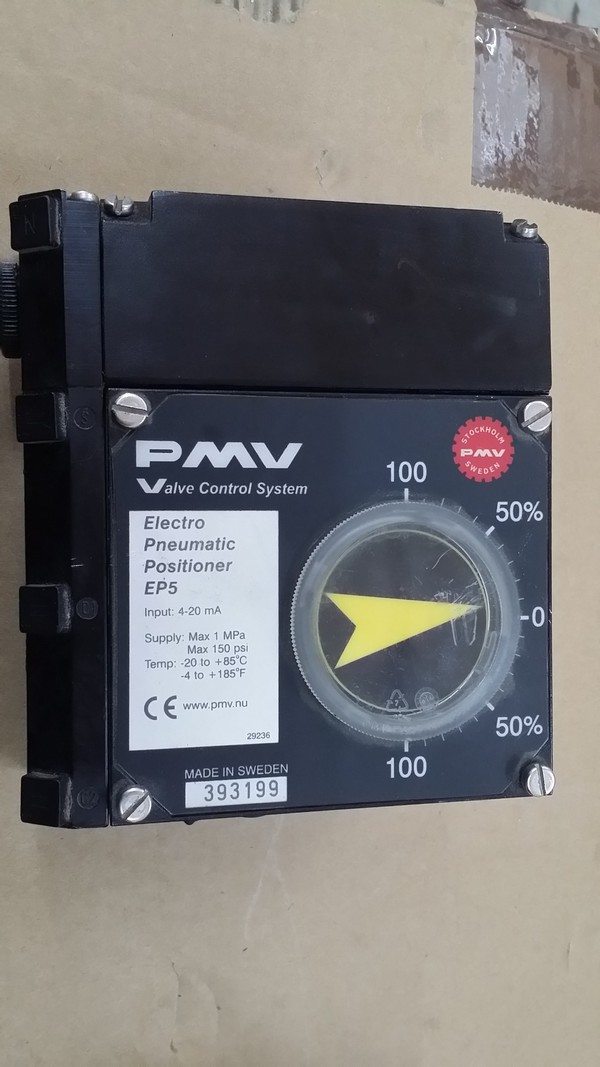 PMV
Valve Control System
STOCKHOLM
PMV
SWEDEN
Electro
Pneumatic
Positioner
EP5
Input: 4-20 mA
Supply: Max 1 MPa
Max 150 psi
Temp: -20 to +85°C
-4 to +185°F
CE www.pmv.nu
29236
100
50%
0
50%
100
MADE IN SWEDEN
393199